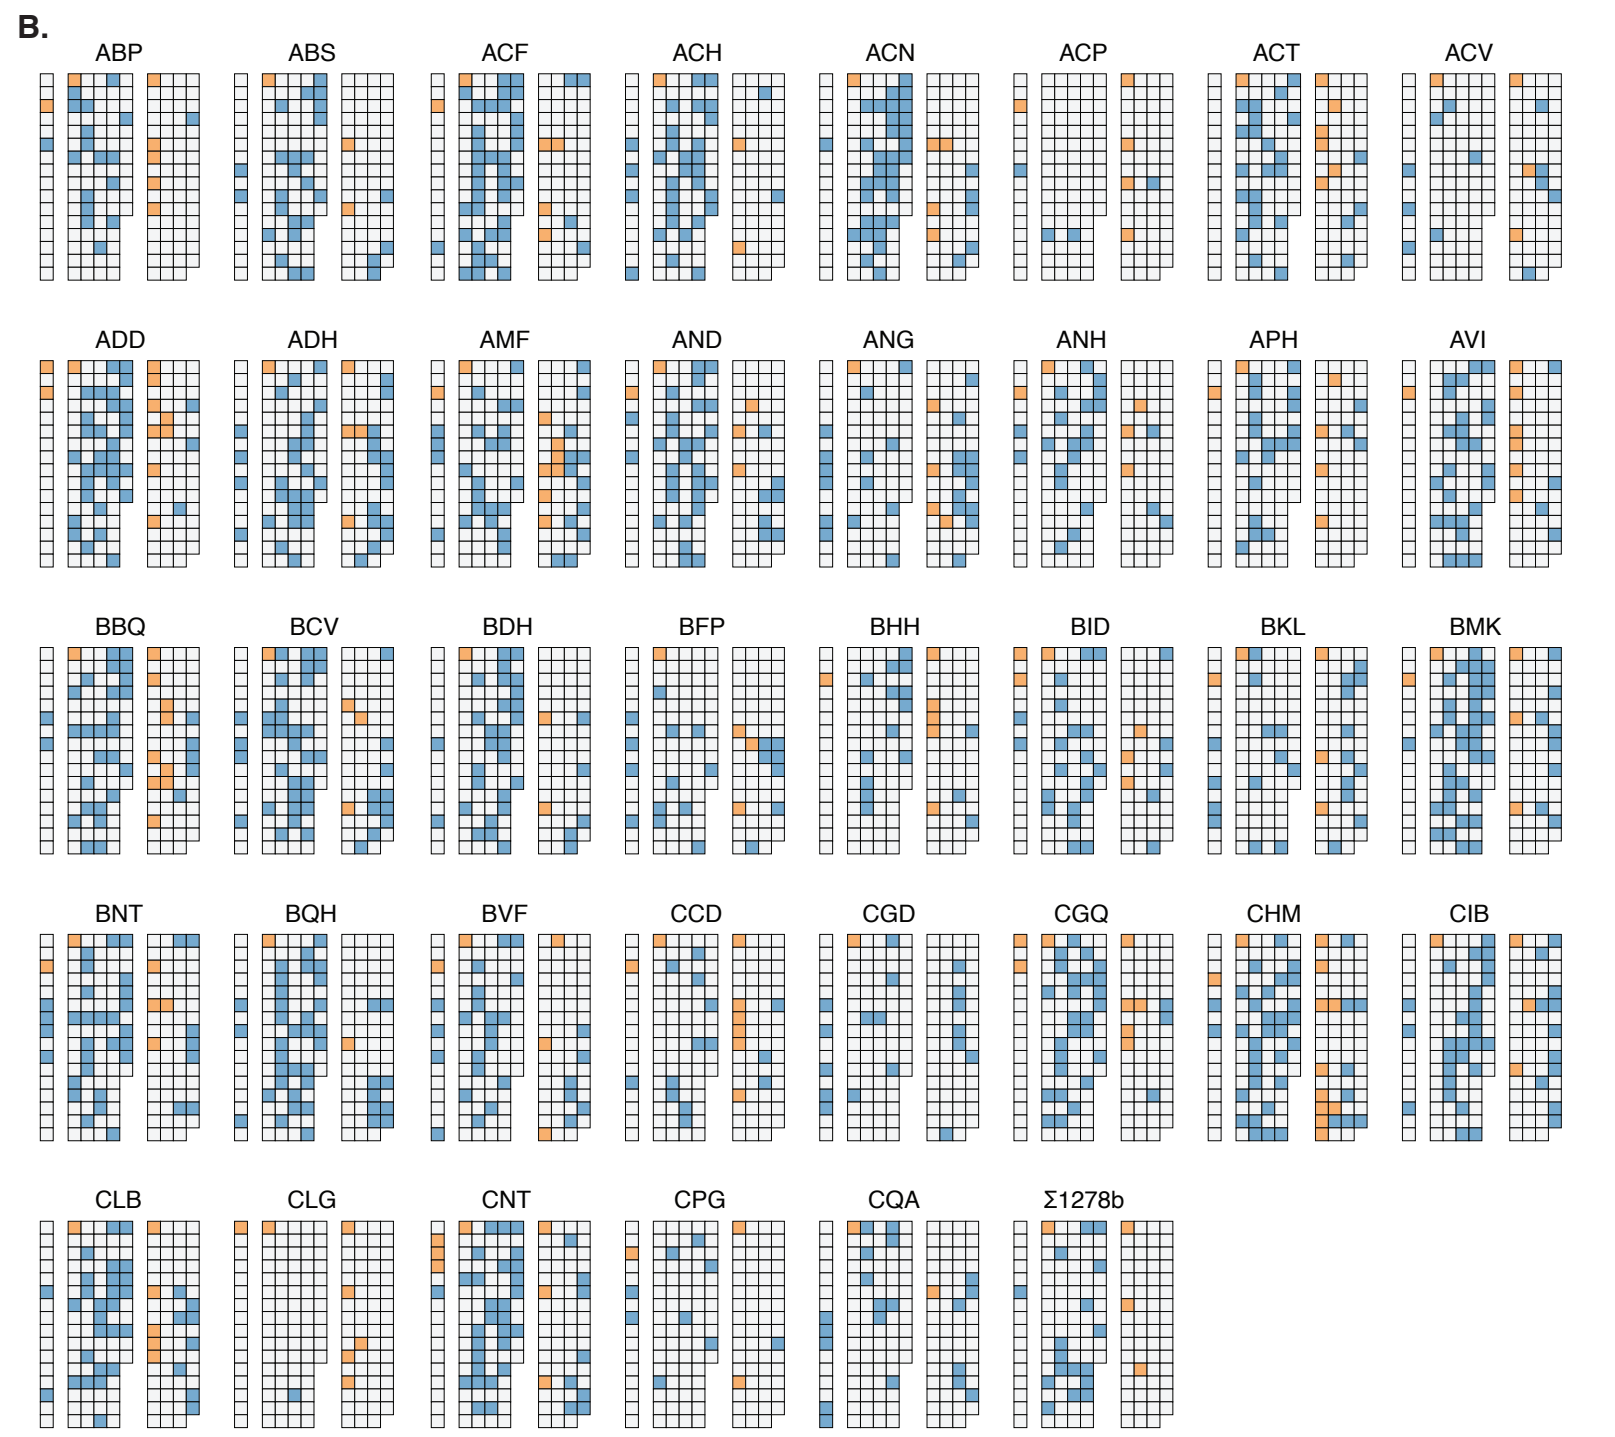 B.
ABP ABS ACF ACH ACN ACP ACT ACV
ADD ADH AMF AND ANG ANH APH AVI
BBQ BCV BDH BFP BHH BID BKL BMK
BNT BQH BVF CCD CGD CGQ CHM CIB
CLB CLG CNT CPG CQA Σ1278b